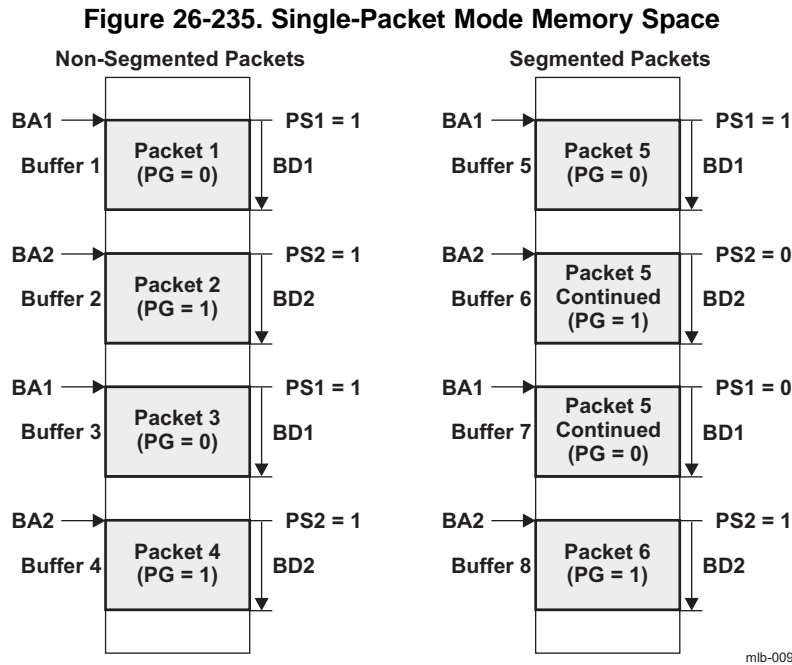 Figure 26-235. Single-Packet Mode Memory Space
Non-Segmented Packets
BA1
PS1 = 1
Buffer 1
Packet 1
(PG = 0)
BD1
BA2
PS2 = 1
Buffer 2
Packet 2
(PG = 1)
BD2
BA1
PS1 = 1
Buffer 3
Packet 3
(PG = 0)
BD1
BA2
PS2 = 1
Buffer 4
Packet 4
(PG = 1)
BD2
Segmented Packets
BA1
PS1 = 1
Buffer 5
Packet 5
(PG = 0)
BD1
BA2
PS2 = 0
Buffer 6
Packet 5
Continued
(PG = 1)
BD2
BA1
PS1 = 0
Buffer 7
Packet 5
Continued
(PG = 0)
BD1
BA2
PS2 = 1
Buffer 8
Packet 6
(PG = 1)
BD2
mlb-009